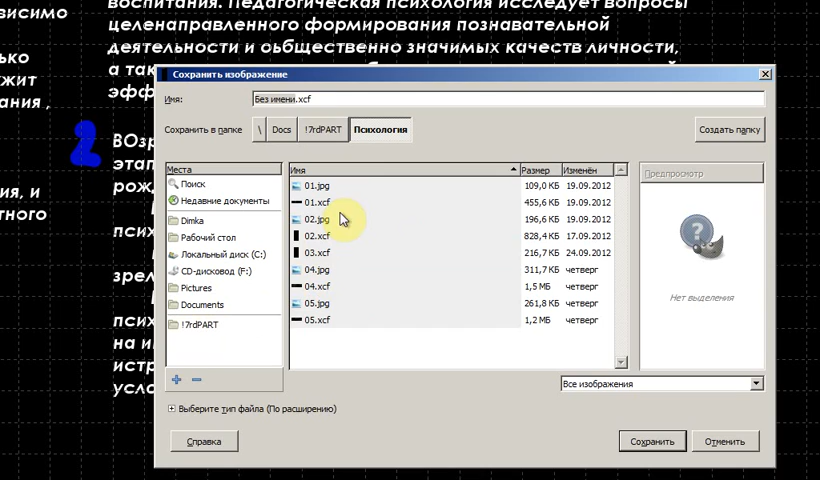 висимо
воспитания. Педагогическая психология исследует вопросы
целенаправленного формирования познавательной
деятельности и оьбщественно значимых качеств личности,
ько
а так
жит
эфф
ания ,
2
ВОзр
этап
рож
ия, и
тного
псих
зрел
псих
на и
истр
усло
Сохранить изображение
Имя: Без имени.xcf
Сохранить в папке \ Docs !7rdPART Психология Создать папку
Места
Поиск
Недавние документы
Dimka
Рабочий стол
Локальный диск (C:)
CD-дисковод (F:)
Pictures
Documents
!7rdPART
Имя Размер Изменён
01.jpg 109,0 КБ 19.09.2012
01.xcf 455,6 КБ 19.09.2012
02.jpg 196,6 КБ 19.09.2012
02.xcf 828,4 КБ 17.09.2012
03.xcf 216,7 КБ 24.09.2012
04.jpg 311,7 КБ четверг
04.xcf 1,5 МБ четверг
05.jpg 261,8 КБ четверг
05.xcf 1,2 МБ четверг
Предпросмотр
Нет выделения
Все изображения
Выберите тип файла (По расширению)
Справка Сохранить Отменить